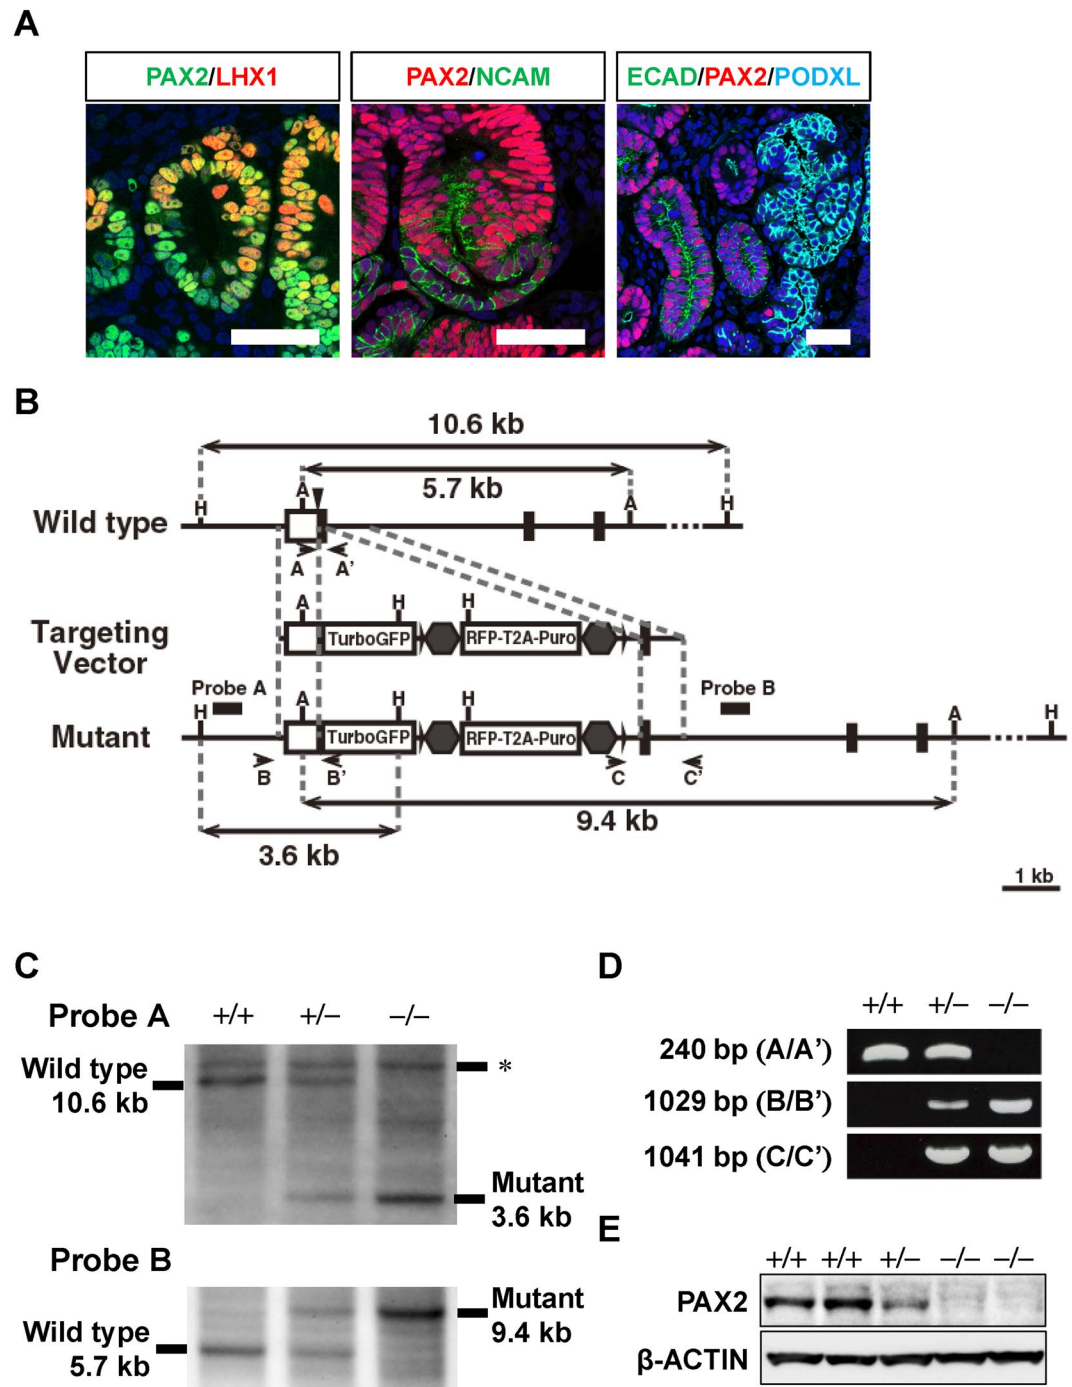 A
PAX2/LHX1
PAX2/NCAM
ECAD/PAX2/PODXL
B
10.6 kb
5.7 kb
H
A
A
H
Wild type
A
A'
Targeting
Vector
A
H
H
TurboGFP
RFP-T2A-Puro
Probe A
Probe B
H
A
H
H
A
H
Mutant
TurboGFP
RFP-T2A-Puro
B
B'
C
C'
9.4 kb
3.6 kb
1 kb
C
Probe A
+/+
+/–
–/–
Wild type
10.6 kb
*
Mutant
3.6 kb
Probe B
Wild type
5.7 kb
Mutant
9.4 kb
D
+/+
+/–
–/–
240 bp (A/A')
1029 bp (B/B')
1041 bp (C/C')
E
+/+
+/+
+/–
–/–
–/–
PAX2
β-ACTIN